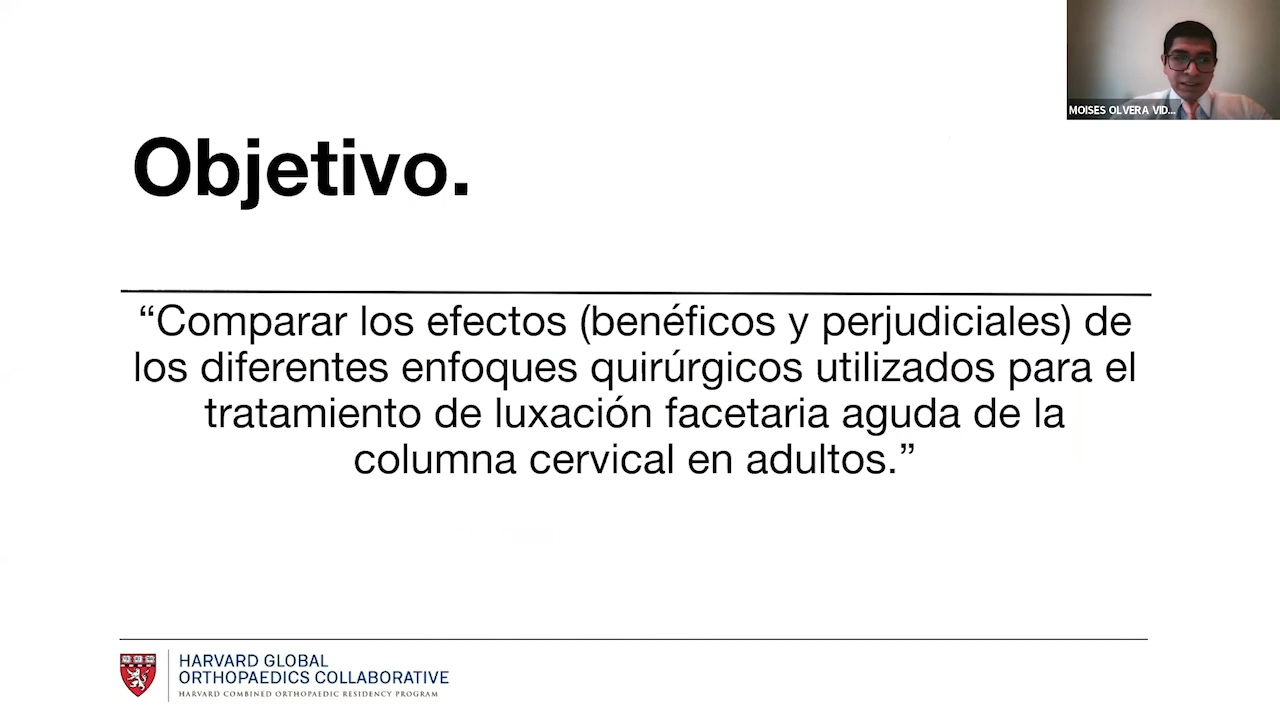 MOISES OLVERA VID...
Objetivo.
“Comparar los efectos (benéficos y perjudiciales) de
los diferentes enfoques quirúrgicos utilizados para el
tratamiento de luxación facetaria aguda de la
columna cervical en adultos.”
HARVARD GLOBAL
ORTHOPAEDICS COLLABORATIVE
HARVARD COMBINED ORTHOPAEDIC RESIDENCY PROGRAM